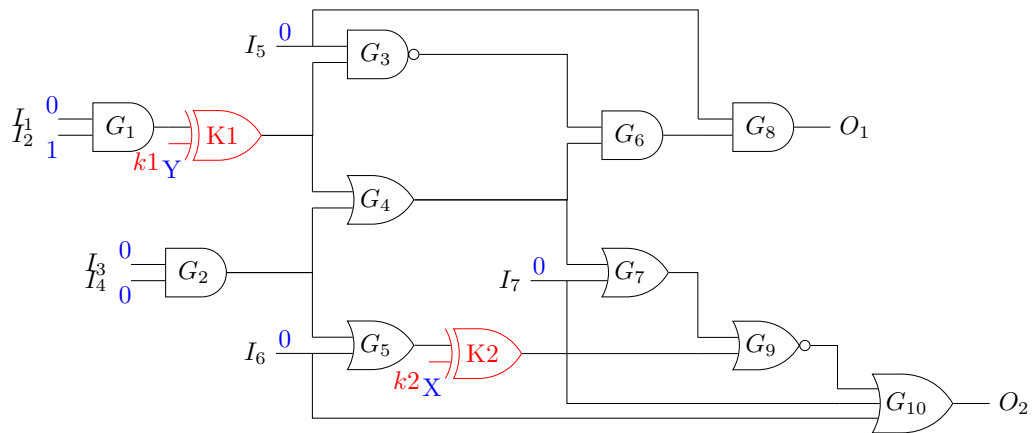 I₅ 0
G₃
I₁ 0
I₂ 1
G₁
K1
k1 Y
G₆
G₈
O₁
G₄
I₃ 0
I₄ 0
G₂
I₇ 0
G₇
I₆ 0
G₅
K2
k2 X
G₉
G₁₀
O₂